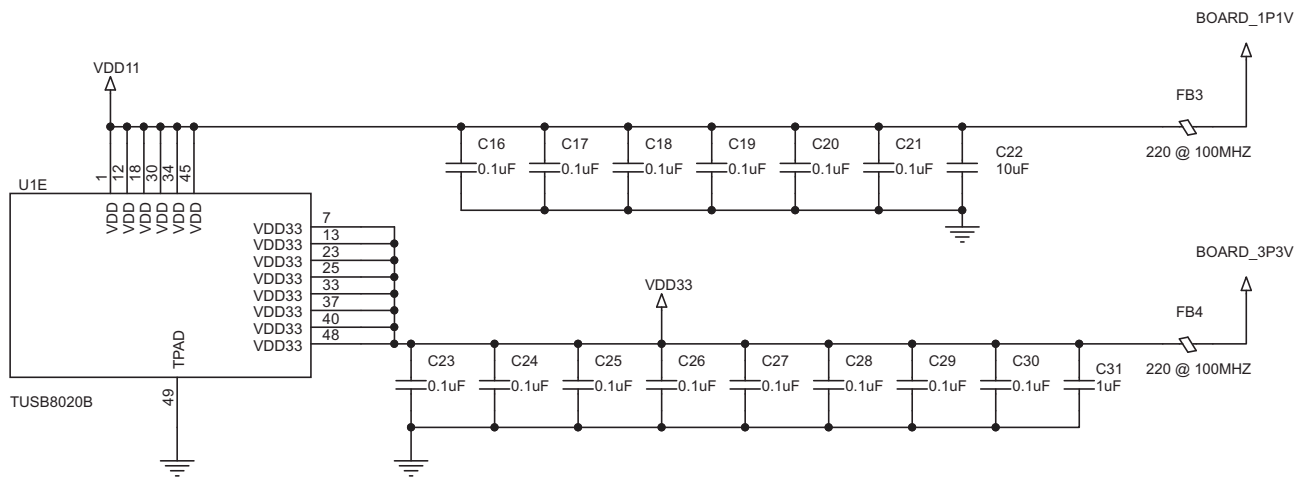 BOARD_1P1V
VDD11
FB3
C16
0.1uF
C17
0.1uF
C18
0.1uF
C19
0.1uF
C20
0.1uF
C21
0.1uF
C22
10uF
220 @ 100MHZ
1
12
18
30
34
45
U1E
VDD
VDD
VDD
VDD
VDD
VDD
VDD33 7
VDD33 13
VDD33 23
VDD33 25
VDD33 33
VDD33 37
VDD33 40
VDD33 48
BOARD_3P3V
VDD33
FB4
TPAD
49
TUSB8020B
C23
0.1uF
C24
0.1uF
C25
0.1uF
C26
0.1uF
C27
0.1uF
C28
0.1uF
C29
0.1uF
C30
0.1uF
C31
1uF
220 @ 100MHZ